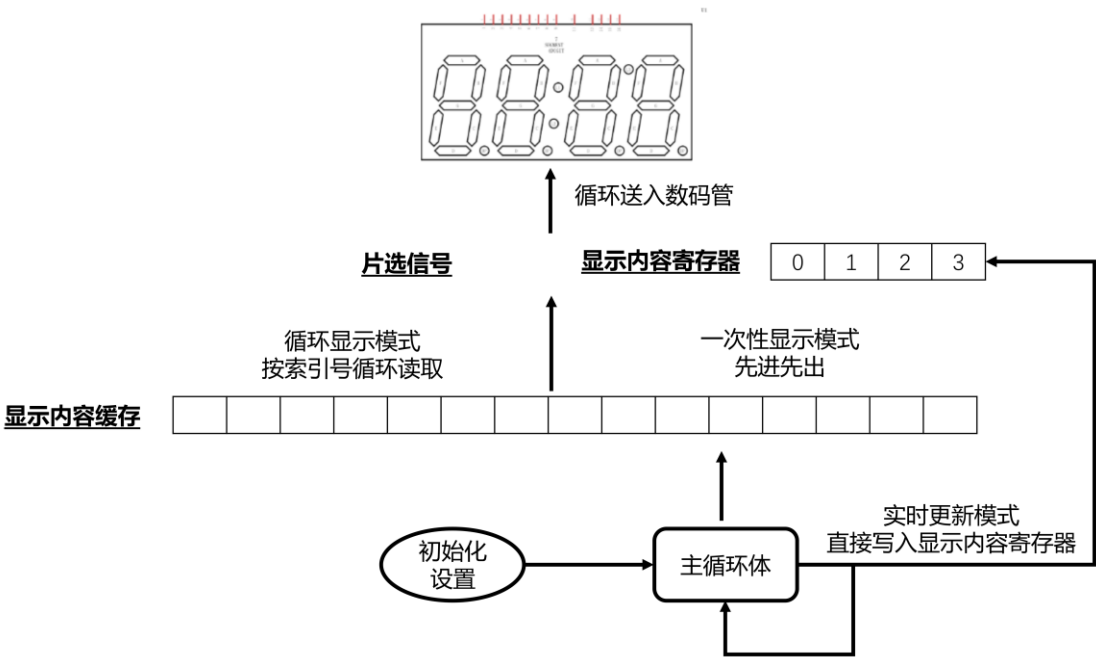 循环送入数码管
片选信号
显示内容寄存器
0 1 2 3
循环显示模式
按索引号循环读取
一次性显示模式
先进先出
显示内容缓存
初始化
设置
主循环体
实时更新模式
直接写入显示内容寄存器